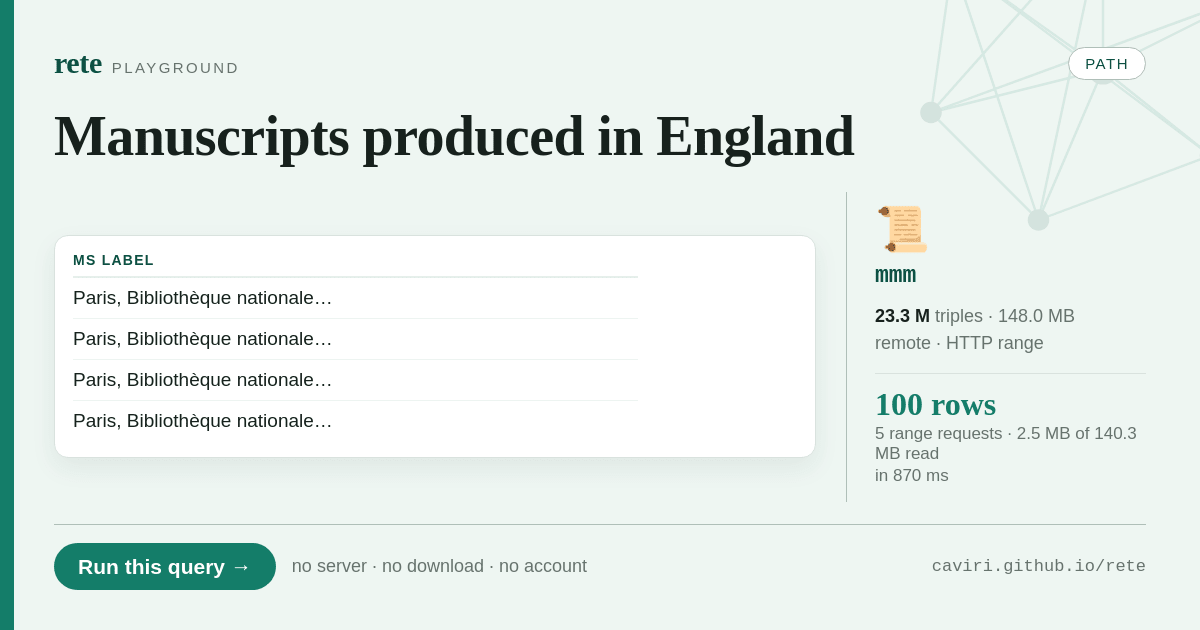 rete PLAYGROUND
PATH
Manuscripts produced in England
MS LABEL
Paris, Bibliothèque nationale…
Paris, Bibliothèque nationale…
Paris, Bibliothèque nationale…
Paris, Bibliothèque nationale…
mmm
23.3 M triples · 148.0 MB
remote · HTTP range
100 rows
5 range requests · 2.5 MB of 140.3
MB read
in 870 ms
Run this query →
no server · no download · no account
caviri.github.io/rete